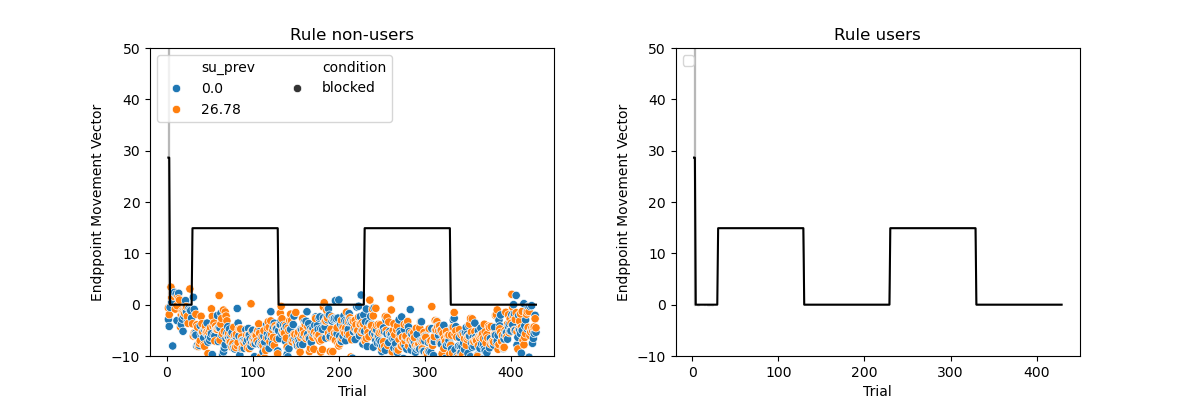 Rule non-users
Endppoint Movement Vector
50
40
30
20
10
0
−10
su_prev
0.0
26.78
condition
blocked
0
100
200
300
400
Trial
Rule users
Endppoint Movement Vector
50
40
30
20
10
0
−10
0
100
200
300
400
Trial